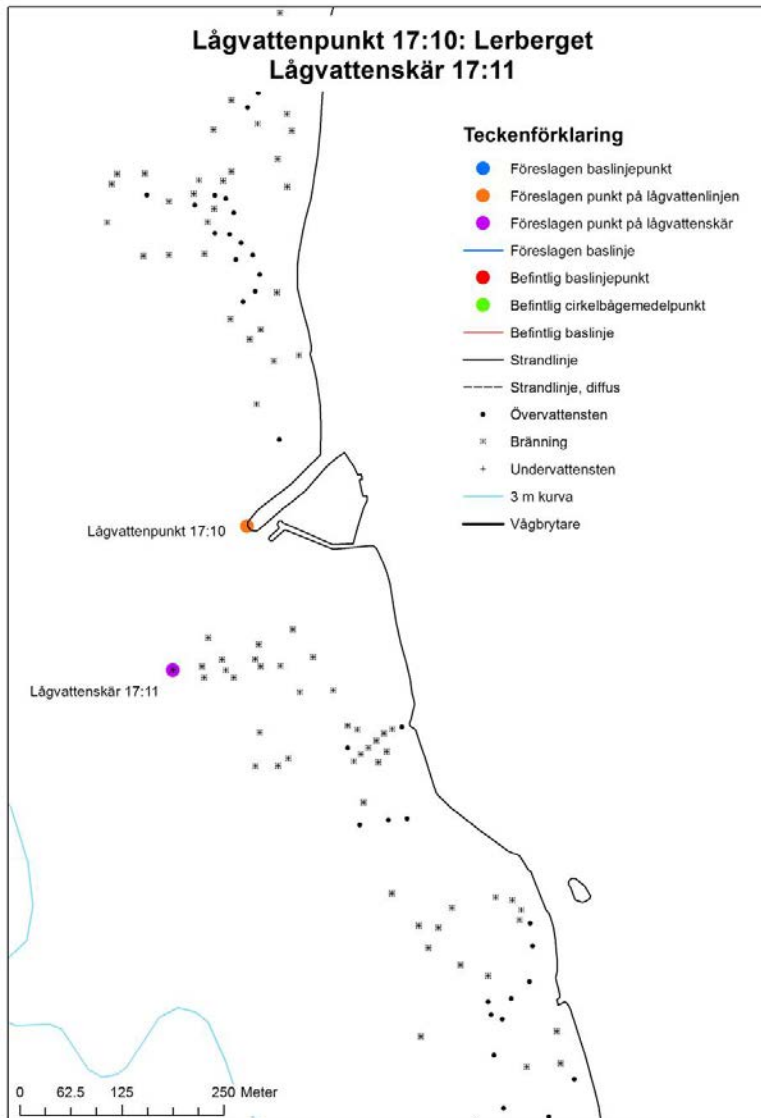 Lågvattenpunkt 17:10: Lerberget
Lågvattenskär 17:11
Teckenförklaring
Föreslagen baslinjepunkt
Föreslagen punkt på lågvattenlinjen
Föreslagen punkt på lågvattenskär
Föreslagen baslinje
Befintlig baslinjepunkt
Befintlig cirkelbågemedelpunkt
Befintlig baslinje
Strandlinje
Strandlinje, diffus
Övervattensten
Bränning
Undervattensten
3 m kurva
Vågbrytare
Lågvattenpunkt 17:10
Lågvattenskär 17:11
0 62.5 125 250 Meter